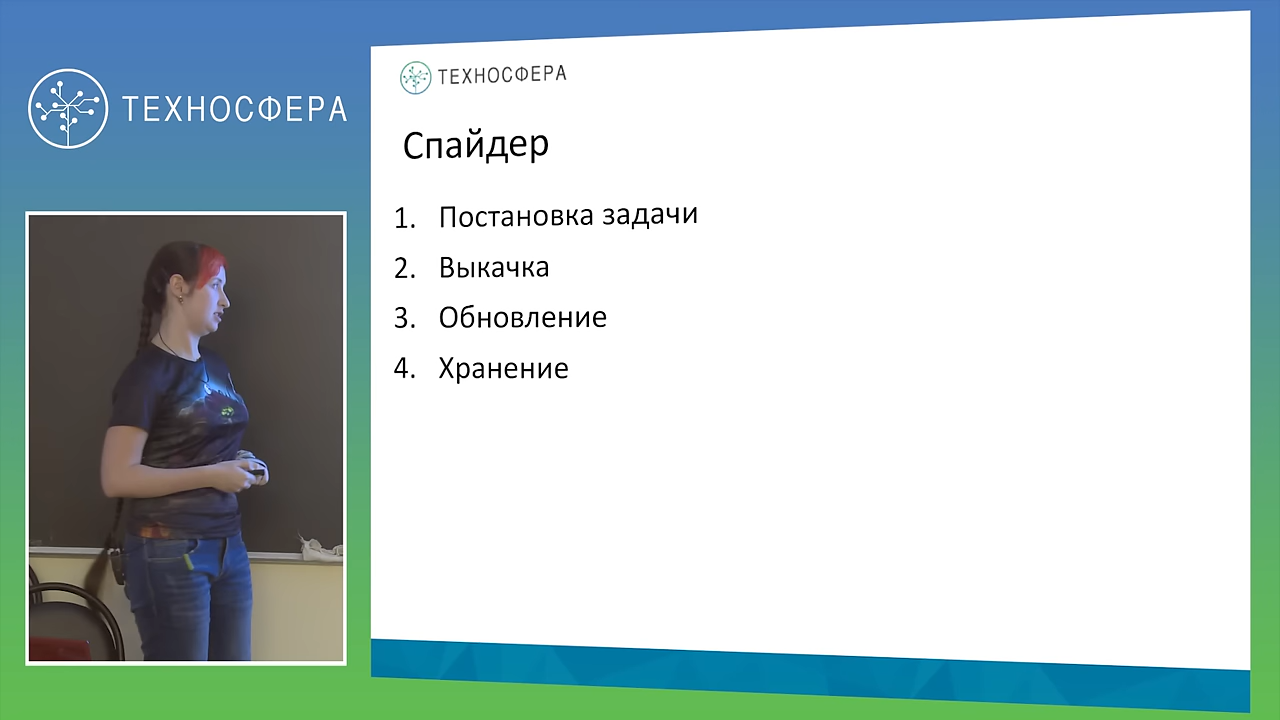 ТЕХНОСФЕРА
ТЕХНОСФЕРА
Спайдер
1. Постановка задачи
2. Выкачка
3. Обновление
4. Хранение